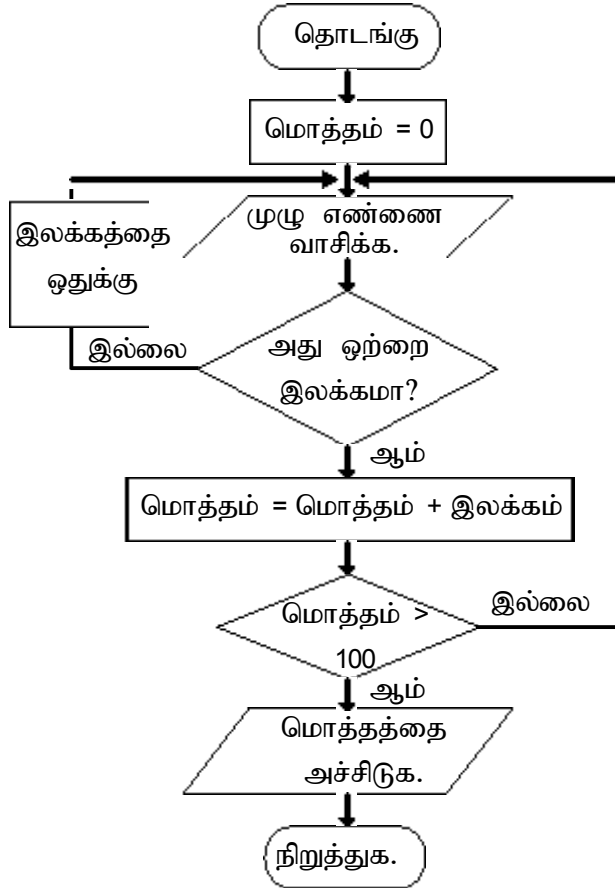 தொடங்கு
மொத்தம் = 0
முழு எண்ணை
வாசிக்க.
இலக்கத்தை
ஒதுக்கு
இல்லை
அது ஒற்றை
இலக்கமா?
ஆம்
மொத்தம் = மொத்தம் + இலக்கம்
மொத்தம் >
100
இல்லை
ஆம்
மொத்தத்தை
அச்சிடுக.
நிறுத்துக.